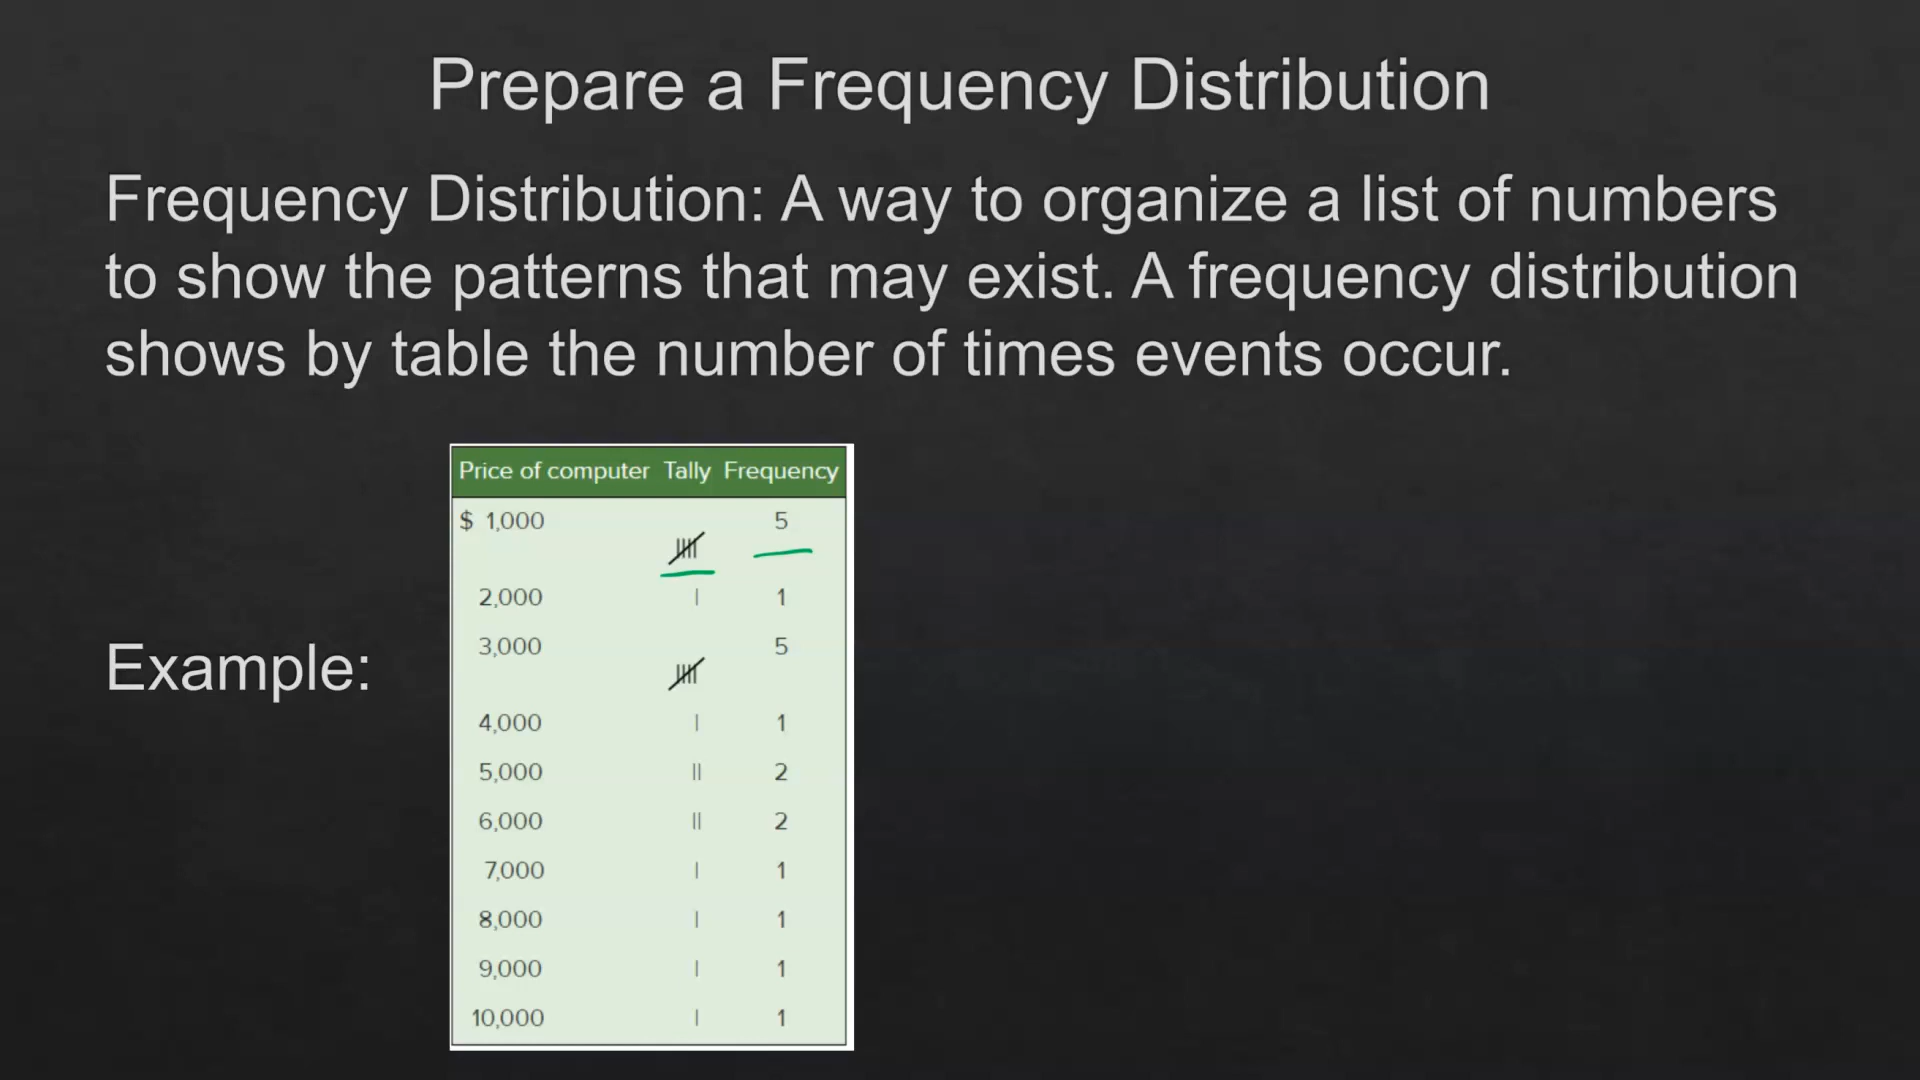 Prepare a Frequency Distribution
Frequency Distribution: A way to organize a list of numbers
to show the patterns that may exist. A frequency distribution
shows by table the number of times events occur.
Example:
Price of computer Tally Frequency
$ 1,000 𝍸 5
2,000 | 1
3,000 𝍸 5
4,000 | 1
5,000 || 2
6,000 || 2
7,000 | 1
8,000 | 1
9,000 | 1
10,000 | 1